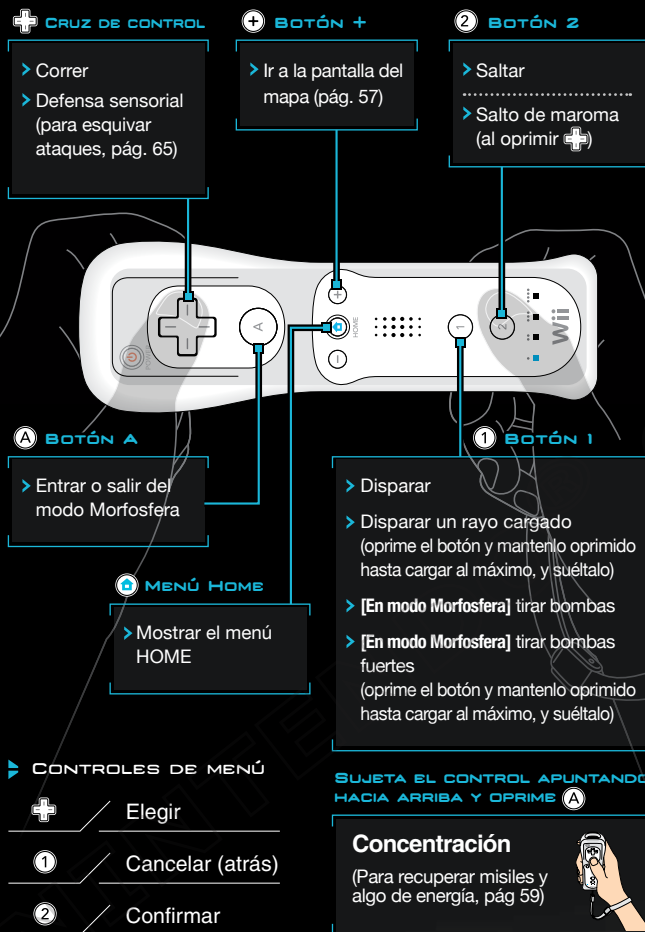 CRUZ DE CONTROL
> Correr
> Defensa sensorial
(para esquivar
ataques, pág. 65)
+ BOTÓN +
> Ir a la pantalla del
mapa (pág. 57)
2 BOTÓN 2
> Saltar
> Salto de maroma
(al oprimir )
POWER
A
+
HOME
−
1
2
Wii
A BOTÓN A
> Entrar o salir del
modo Morfosfera
MENÚ HOME
> Mostrar el menú
HOME
1 BOTÓN 1
> Disparar
> Disparar un rayo cargado
(oprime el botón y mantenlo oprimido
hasta cargar al máximo, y suéltalo)
> [En modo Morfosfera] tirar bombas
> [En modo Morfosfera] tirar bombas
fuertes
(oprime el botón y mantenlo oprimido
hasta cargar al máximo, y suéltalo)
CONTROLES DE MENÚ
Elegir
1 Cancelar (atrás)
2 Confirmar
SUJETA EL CONTROL APUNTANDO
HACIA ARRIBA Y OPRIME A
Concentración
(Para recuperar misiles y
algo de energía, pág 59)